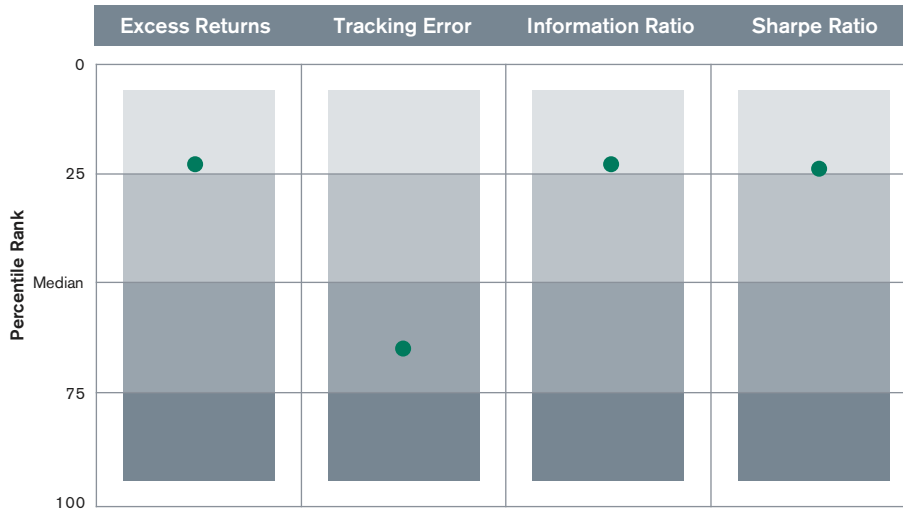 Excess Returns Tracking Error Information Ratio Sharpe Ratio
0
25
Median
75
100
Percentile Rank